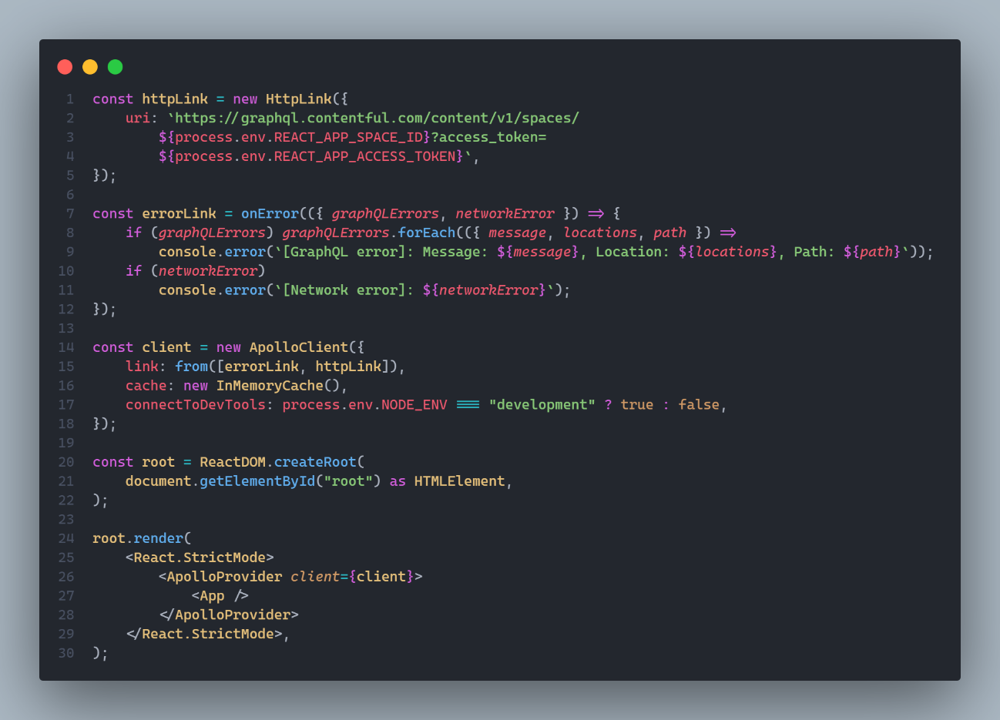 1 const httpLink = new HttpLink({
2     uri: `https://graphql.contentful.com/content/v1/spaces/
3         ${process.env.REACT_APP_SPACE_ID}?access_token=
4         ${process.env.REACT_APP_ACCESS_TOKEN}`,
5 });
6
7 const errorLink = onError(({ graphQLErrors, networkError }) => {
8     if (graphQLErrors) graphQLErrors.forEach(({ message, locations, path }) =>
9         console.error(`[GraphQL error]: Message: ${message}, Location: ${locations}, Path: ${path}`));
10     if (networkError)
11         console.error(`[Network error]: ${networkError}`);
12 });
13
14 const client = new ApolloClient({
15     link: from([errorLink, httpLink]),
16     cache: new InMemoryCache(),
17     connectToDevTools: process.env.NODE_ENV === "development" ? true : false,
18 });
19
20 const root = ReactDOM.createRoot(
21     document.getElementById("root") as HTMLElement,
22 );
23
24 root.render(
25     <React.StrictMode>
26         <ApolloProvider client={client}>
27             <App />
28         </ApolloProvider>
29     </React.StrictMode>,
30 );